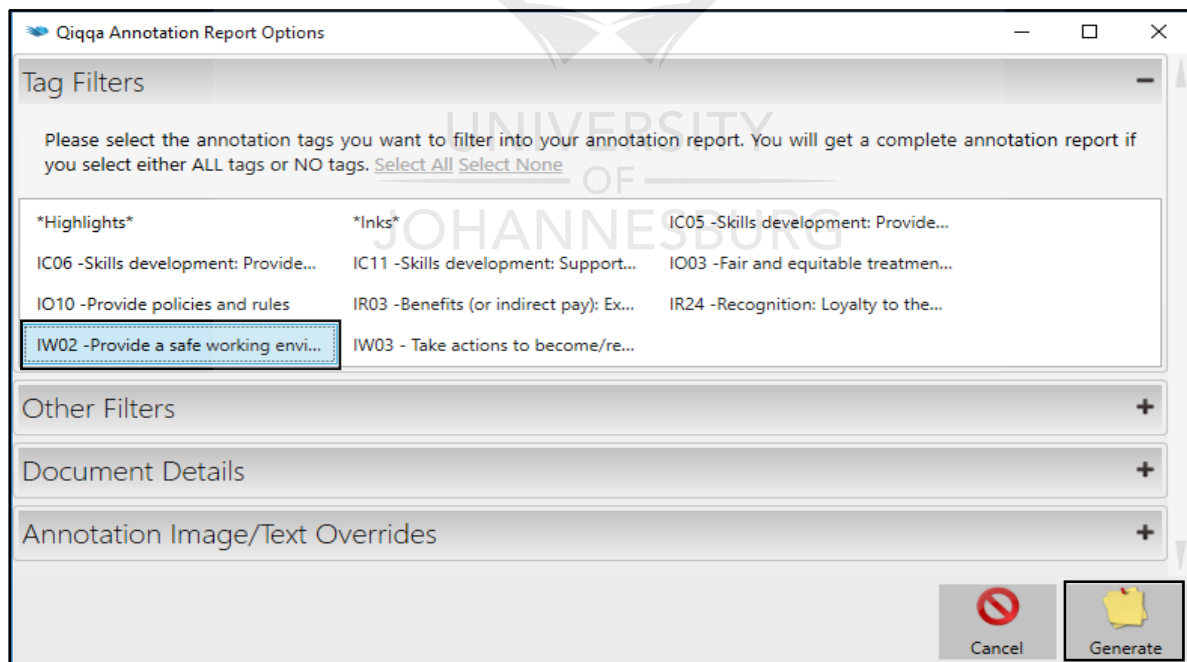 Qiqqa Annotation Report Options
Tag Filters
Please select the annotation tags you want to filter into your annotation report. You will get a complete annotation report if
you select either ALL tags or NO tags. Select All Select None
UNIVERSITY
OF
JOHANNESBURG
*Highlights* *Inks* IC05 -Skills development: Provide...
IC06 -Skills development: Provide... IC11 -Skills development: Support... IO03 -Fair and equitable treatmen...
IO10 -Provide policies and rules IR03 -Benefits (or indirect pay): Ex... IR24 -Recognition: Loyalty to the...
IW02 -Provide a safe working envi... IW03 - Take actions to become/re...
Other Filters
Document Details
Annotation Image/Text Overrides
Cancel Generate